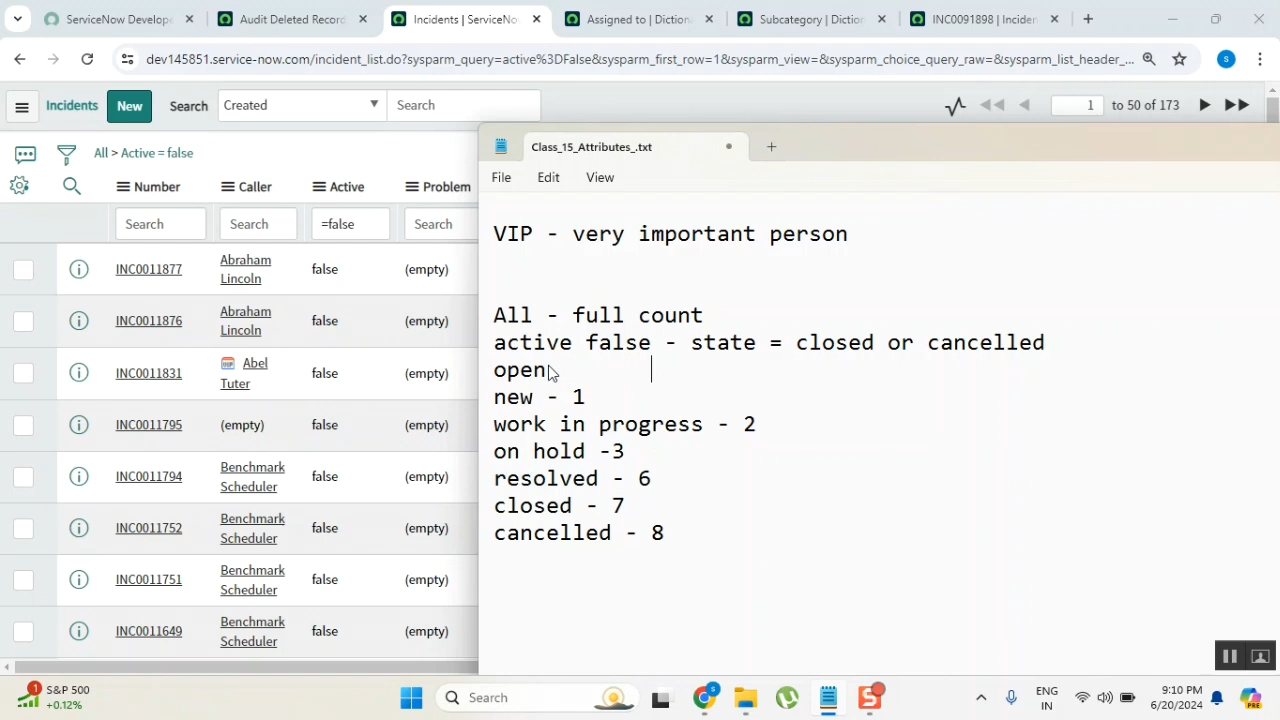 ServiceNow Develope
Audit Deleted Record
Incidents | ServiceNo
Assigned to | Diction
Subcategory | Diction
INC0091898 | Inciden
dev145851.service-now.com/incident_list.do?sysparm_query=active%3DFalse&sysparm_first_row=1&sysparm_view=&sysparm_choice_query_raw=&sysparm_list_header_...
S
Incidents New Search Created Search 1 to 50 of 173
All > Active = false
Number Caller Active Problem
Search Search =false Search
INC0011877 Abraham Lincoln false (empty)
INC0011876 Abraham Lincoln false (empty)
INC0011831 Abel Tuter false (empty)
INC0011795 (empty) false (empty)
INC0011794 Benchmark Scheduler false (empty)
INC0011752 Benchmark Scheduler false (empty)
INC0011751 Benchmark Scheduler false (empty)
INC0011649 Benchmark Scheduler false (empty)
Class_15_Attributes_.txt
File Edit View
VIP - very important person
All - full count
active false - state = closed or cancelled
open
new - 1
work in progress - 2
on hold -3
resolved - 6
closed - 7
cancelled - 8
1 S&P 500
+0.12%
Search
ENG
IN
9:10 PM
6/20/2024